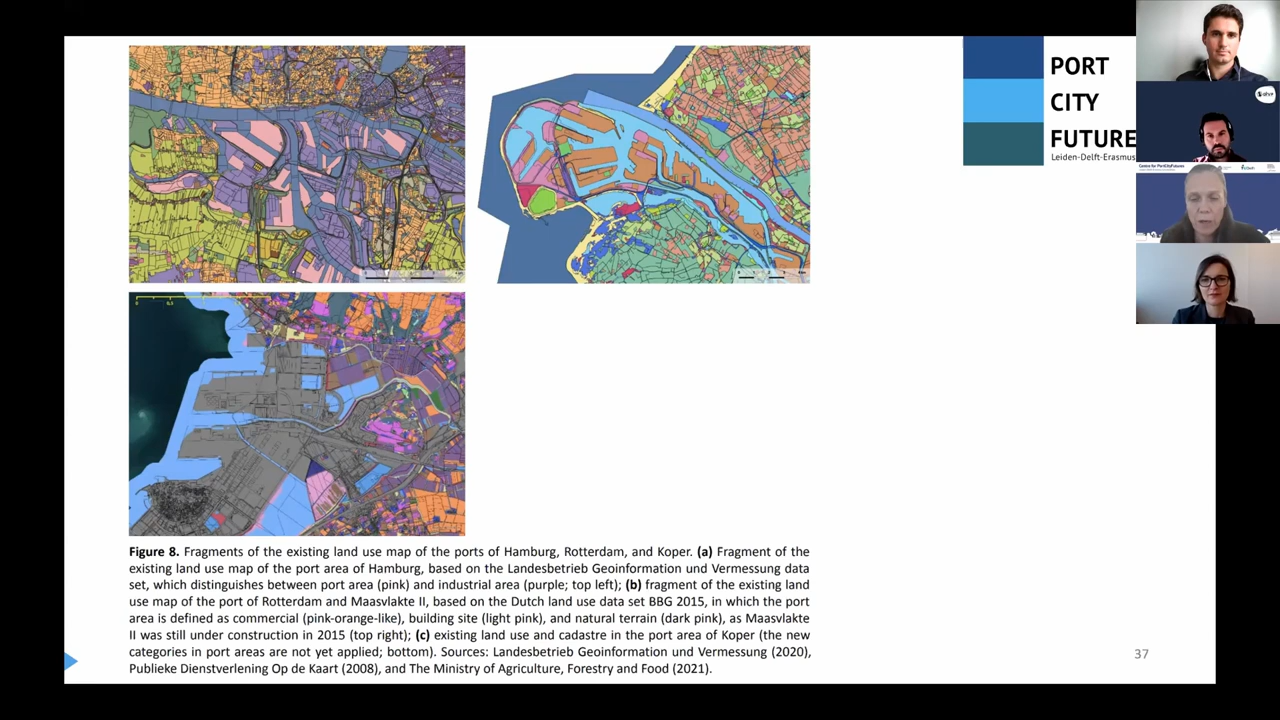 PORT
CITY
FUTURE
Leiden-Delft-Erasmus
Centre for PortCityFutures
Figure 8. Fragments of the existing land use map of the ports of Hamburg, Rotterdam, and Koper. (a) Fragment of the
existing land use map of the port area of Hamburg, based on the Landesbetrieb Geoinformation und Vermessung data
set, which distinguishes between port area (pink) and industrial area (purple; top left); (b) fragment of the existing land
use map of the port of Rotterdam and Maasvlakte II, based on the Dutch land use data set BBG 2015, in which the port
area is defined as commercial (pink-orange-like), building site (light pink), and natural terrain (dark pink), as Maasvlakte
II was still under construction in 2015 (top right); (c) existing land use and cadastre in the port area of Koper (the new
categories in port areas are not yet applied; bottom). Sources: Landesbetrieb Geoinformation und Vermessung (2020),
Publieke Dienstverlening Op de Kaart (2008), and The Ministry of Agriculture, Forestry and Food (2021).
37